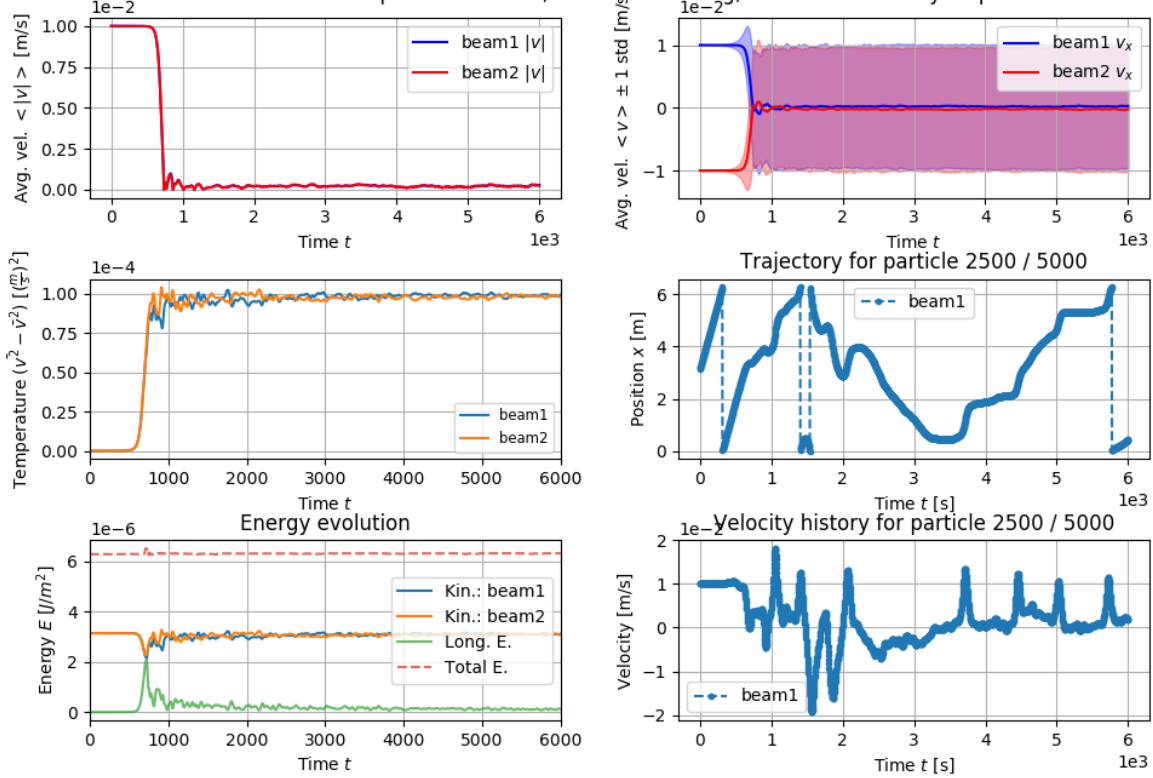 1e−2
Avg. vel. < |v| > [m/s]
1.00
0.75
0.50
0.25
0.00
beam1 |v|
beam2 |v|
0 1 2 3 4 5 6
Time t
1e3
1e−2
Avg. vel. < v > ± 1 std [m/s]
1
0
−1
beam1 vₓ
beam2 vₓ
0 1 2 3 4 5 6
Time t
1e3
1e−4
Temperature (v² − v̄²) [(m/s)²]
1.00
0.75
0.50
0.25
0.00
beam1
beam2
0 1000 2000 3000 4000 5000 6000
Time t
Trajectory for particle 2500 / 5000
Position x [m]
6
4
2
0
beam1
0 1 2 3 4 5 6
Time t [s]
1e3
1e−6
Energy evolution
Energy E [J/m²]
6
4
2
0
Kin.: beam1
Kin.: beam2
Long. E.
Total E.
0 1000 2000 3000 4000 5000 6000
Time t
1e−2
Velocity history for particle 2500 / 5000
Velocity [m/s]
2
1
0
−1
−2
beam1
0 1 2 3 4 5 6
Time t [s]
1e3